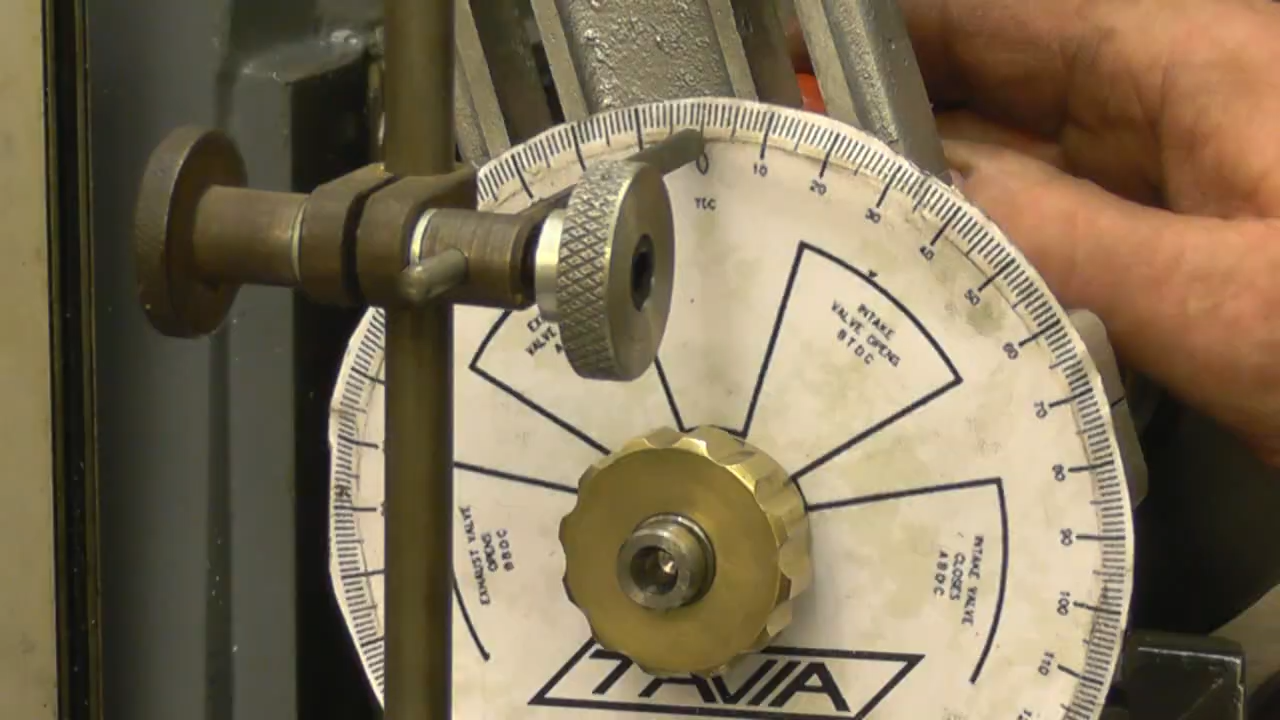 0
10
20
30
40
50
60
70
80
90
100
110
TDC
INTAKE
VALVE OPENS
BTDC
VALVE
EXHAUST VALVE
OPENS
BBDC
INTAKE VALVE
CLOSES
ABDC
TAVIA